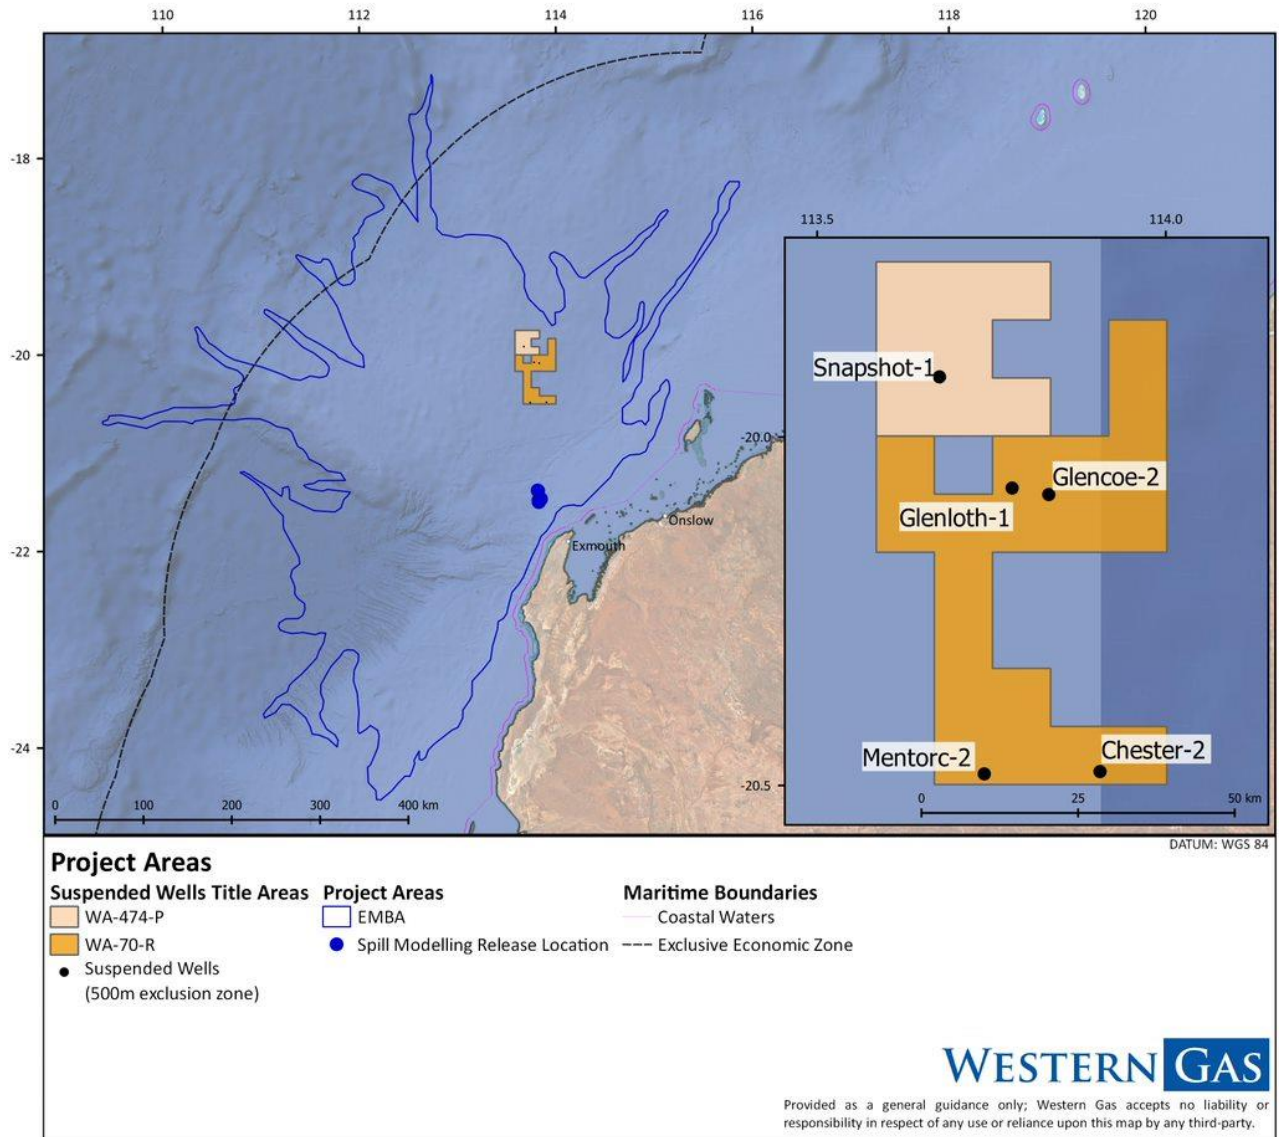 110 112 114 116 118 120
-18
-20
-22
-24
113.5 114.0
Snapshot-1
-20.0
Glencoe-2
Glenloth-1
Mentorc-2
Chester-2
-20.5
0 25 50 km
Onslow
Exmouth
0 100 200 300 400 km
DATUM: WGS 84
Project Areas
Suspended Wells Title Areas
WA-474-P
WA-70-R
Suspended Wells
(500m exclusion zone)
Project Areas
EMBA
Spill Modelling Release Location
Maritime Boundaries
Coastal Waters
Exclusive Economic Zone
WESTERN GAS
Provided as a general guidance only; Western Gas accepts no liability or
responsibility in respect of any use or reliance upon this map by any third-party.